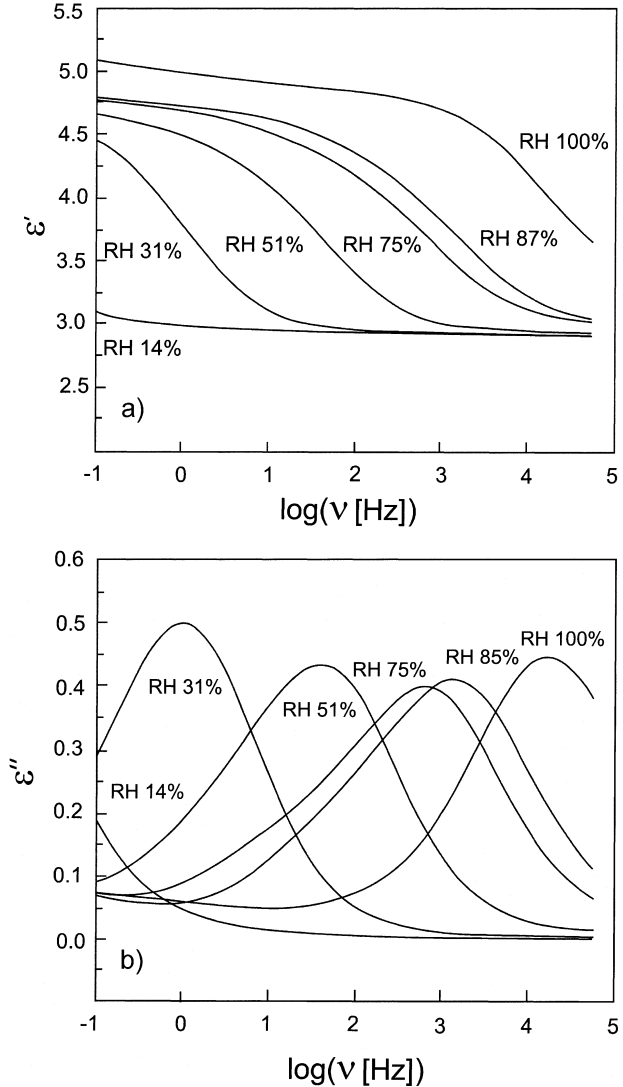 5.5
5.0
4.5
4.0
3.5
3.0
2.5
ε′
RH 100%
RH 87%
RH 31%
RH 51%
RH 75%
RH 14%
a)
-1 0 1 2 3 4 5
log(ν [Hz])
0.6
0.5
0.4
0.3
0.2
0.1
0.0
ε″
RH 100%
RH 85%
RH 75%
RH 31%
RH 51%
RH 14%
b)
-1 0 1 2 3 4 5
log(ν [Hz])